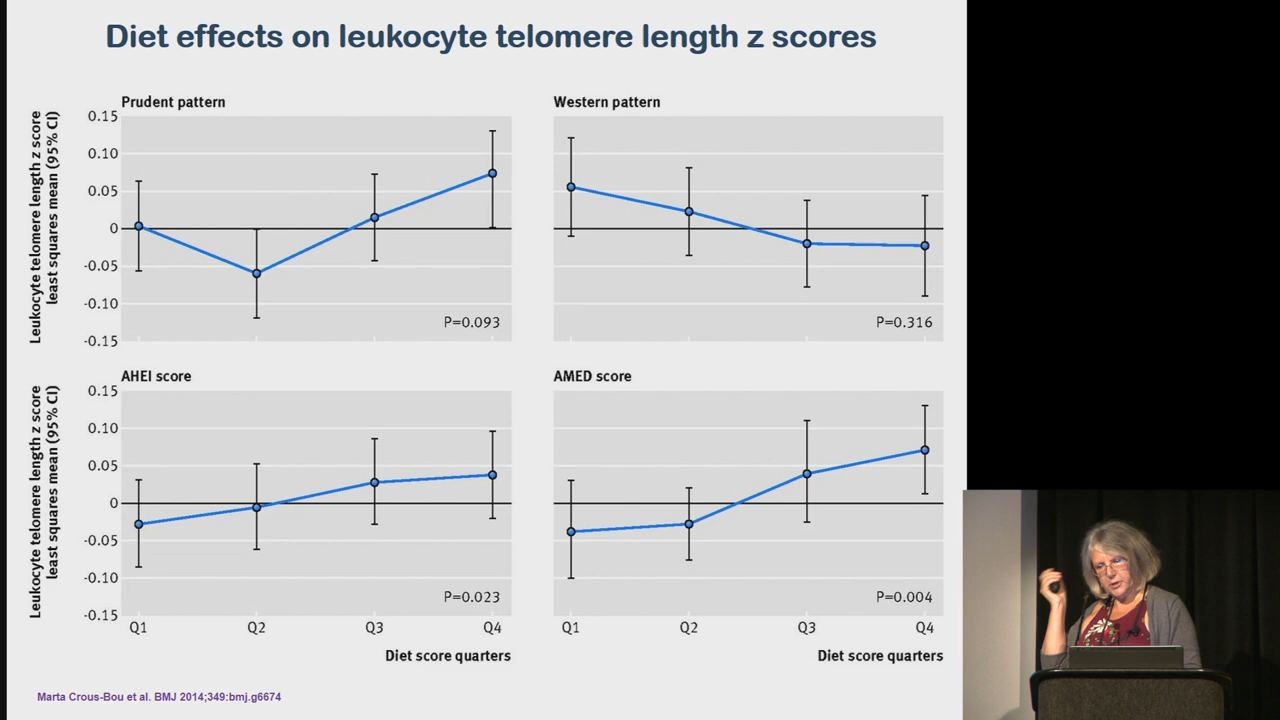 Diet effects on leukocyte telomere length z scores
Prudent pattern
Western pattern
Leukocyte telomere length z score
least squares mean (95% CI)
0.15
0.10
0.05
0
-0.05
-0.10
-0.15
P=0.093
P=0.316
AHEI score
AMED score
Leukocyte telomere length z score
least squares mean (95% CI)
0.15
0.10
0.05
0
-0.05
-0.10
-0.15
P=0.023
P=0.004
Q1 Q2 Q3 Q4
Q1 Q2 Q3 Q4
Diet score quarters
Diet score quarters
Marta Crous-Bou et al. BMJ 2014;349:bmj.g6674